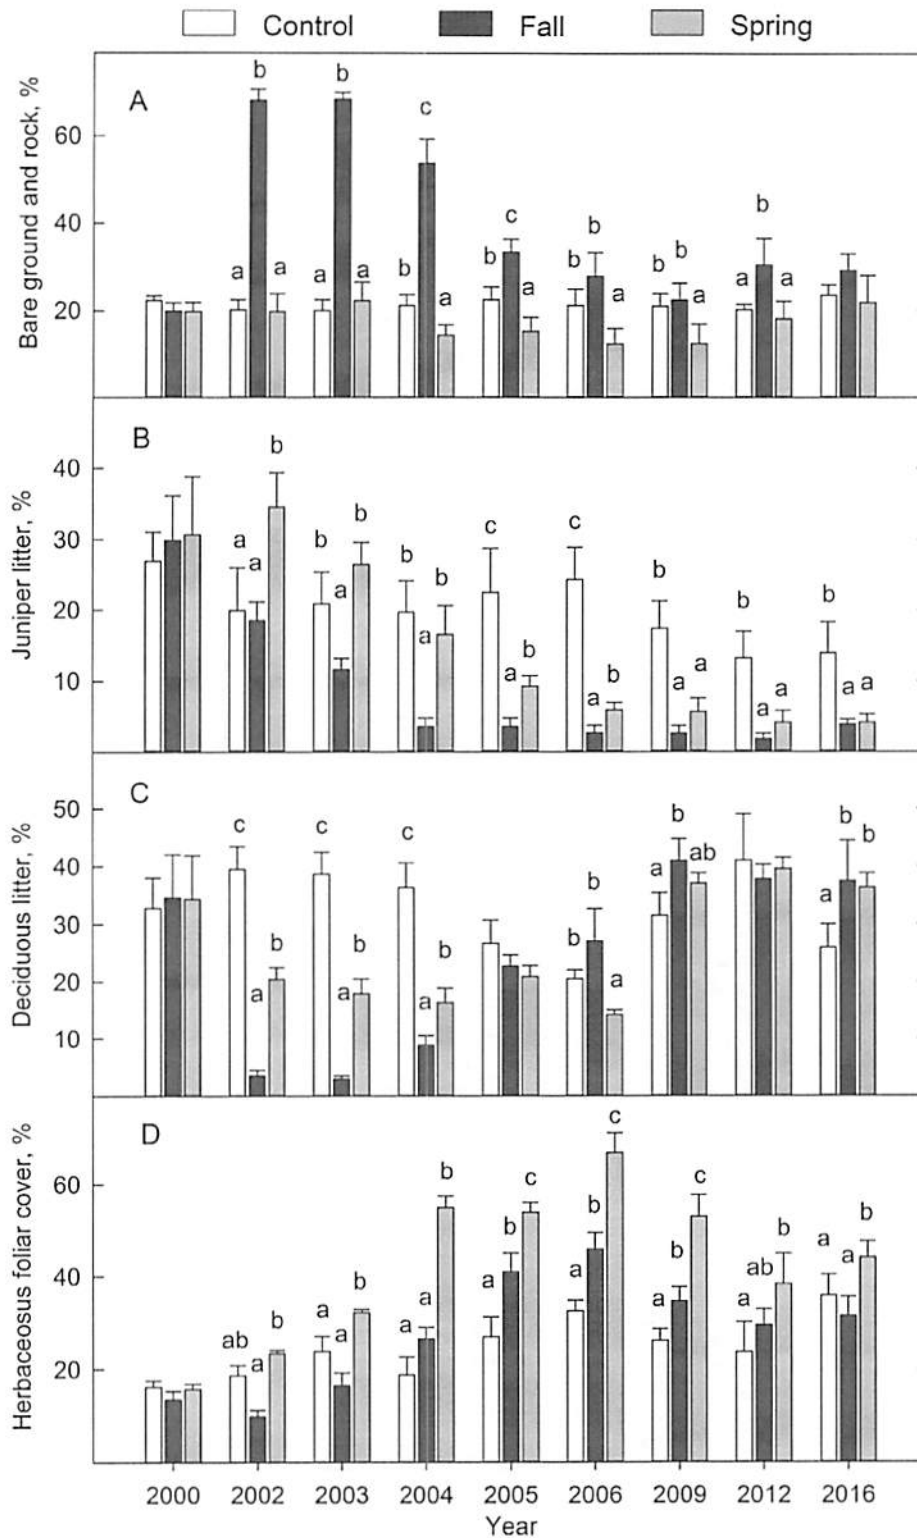 Control Fall Spring
A
Bare ground and rock, %
60
40
20
b b c c b b b
a a a a b a b a b a b a a a
B
Juniper litter, %
40
30
20
10
b b b b c c b b b
a a b a a a b a b a a a a a a
C
Deciduous litter, %
50
40
30
20
10
c c c b b ab b b
a b a b a b b a a a
D
Herbaceosus foliar cover, %
60
40
20
ab a b a a b a a b a b c a b c a b c a ab b a a b
2000 2002 2003 2004 2005 2006 2009 2012 2016
Year